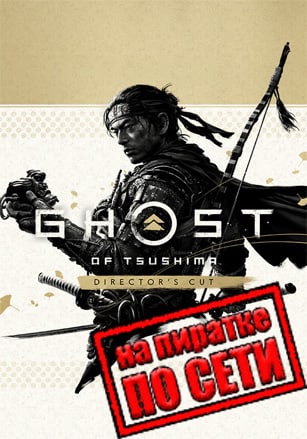 GHOST
OF TSUSHIMA
DIRECTOR'S CUT
на пиратке
ПО СЕТИ